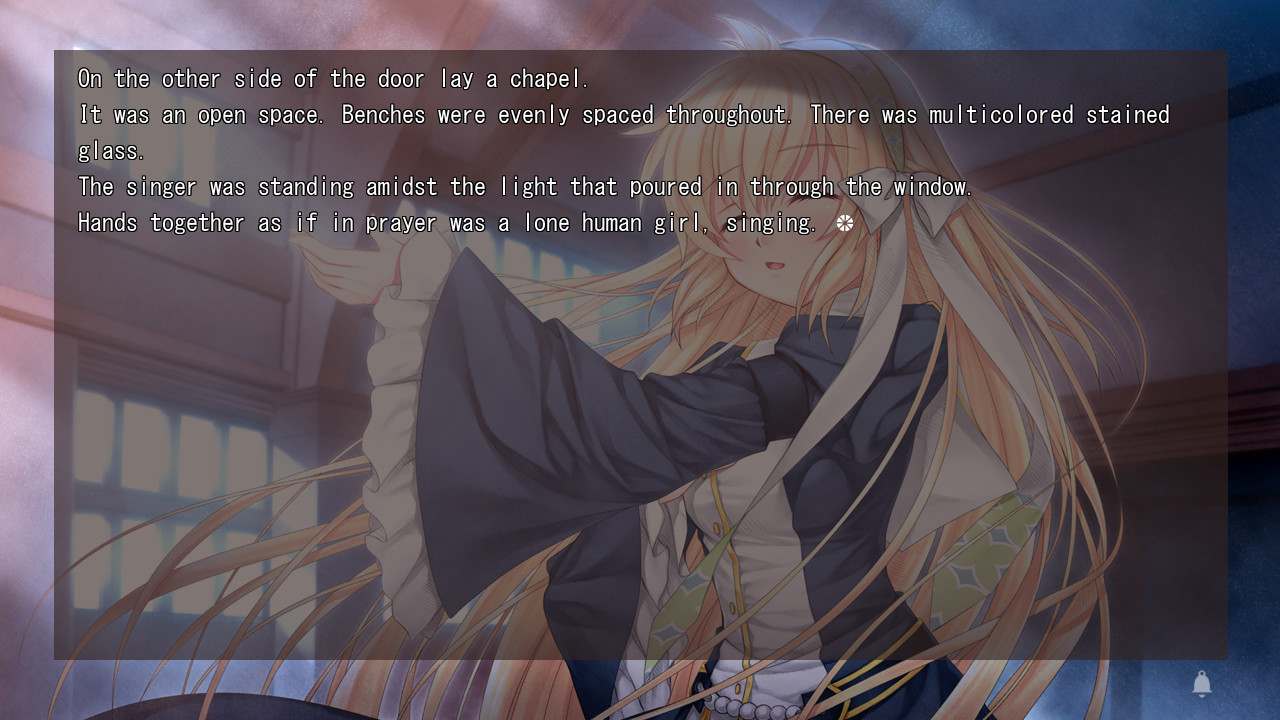 On the other side of the door lay a chapel.
It was an open space. Benches were evenly spaced throughout. There was multicolored stained
glass.
The singer was standing amidst the light that poured in through the window.
Hands together as if in prayer was a lone human girl, singing.